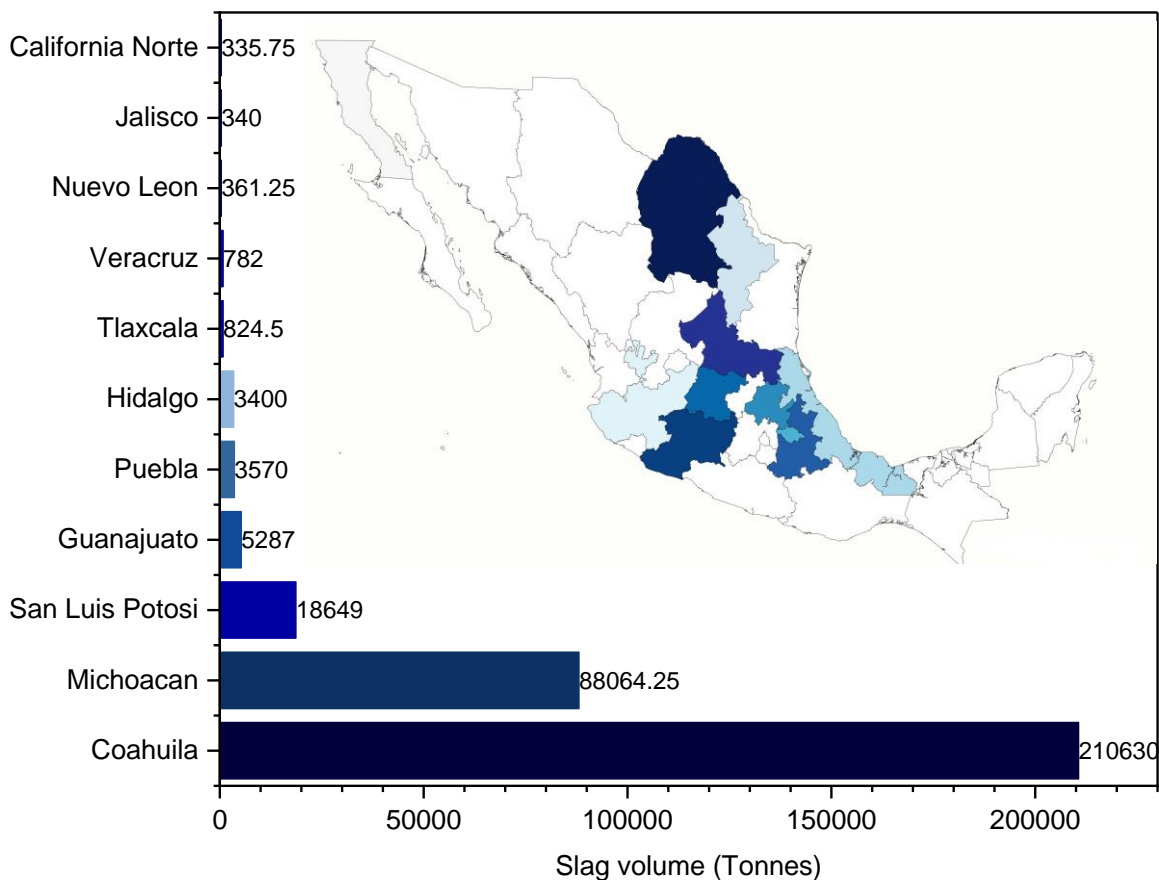 California Norte 335.75
Jalisco 340
Nuevo Leon 361.25
Veracruz 782
Tlaxcala 824.5
Hidalgo 3400
Puebla 3570
Guanajuato 5287
San Luis Potosi 18649
Michoacan 88064.25
Coahuila 210630
0 50000 100000 150000 200000
Slag volume (Tonnes)